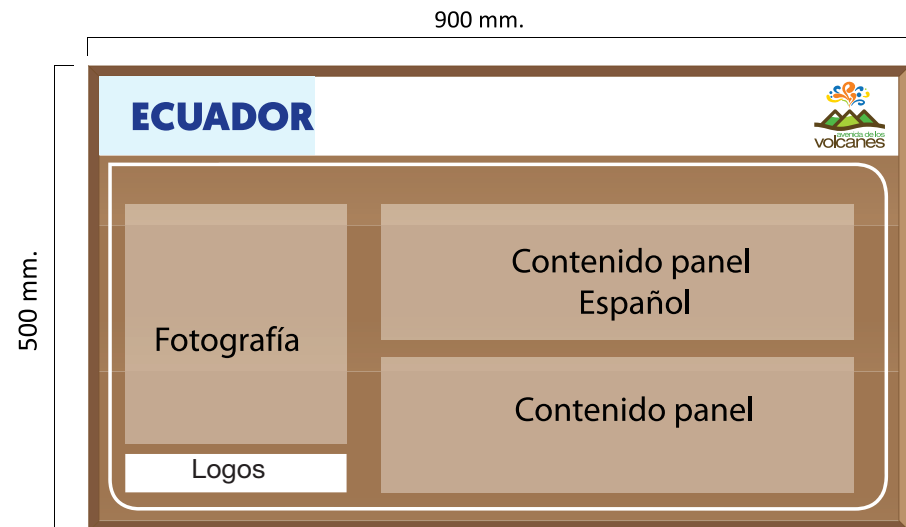 900 mm.
500 mm.
ECUADOR
avenida de los
volcanes
Contenido panel
Español
Fotografía
Contenido panel
Logos